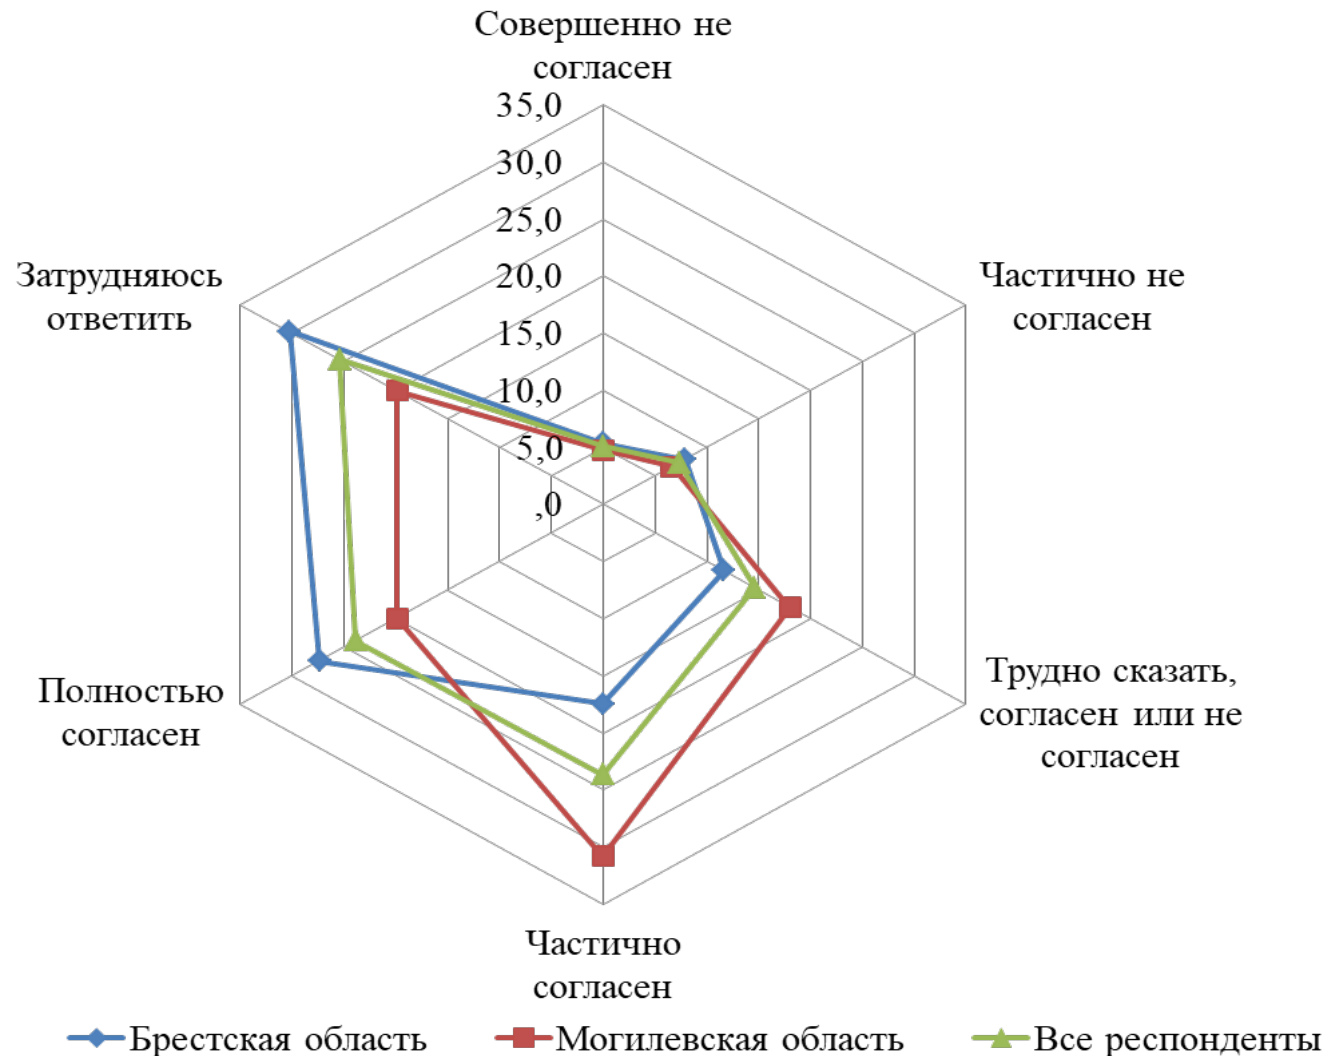 Совершенно не
согласен
35,0
30,0
25,0
20,0
15,0
10,0
5,0
,0
Затрудняюсь
ответить
Частично не
согласен
Полностью
согласен
Трудно сказать,
согласен или не
согласен
Частично
согласен
Брестская область
Могилевская область
Все респонденты